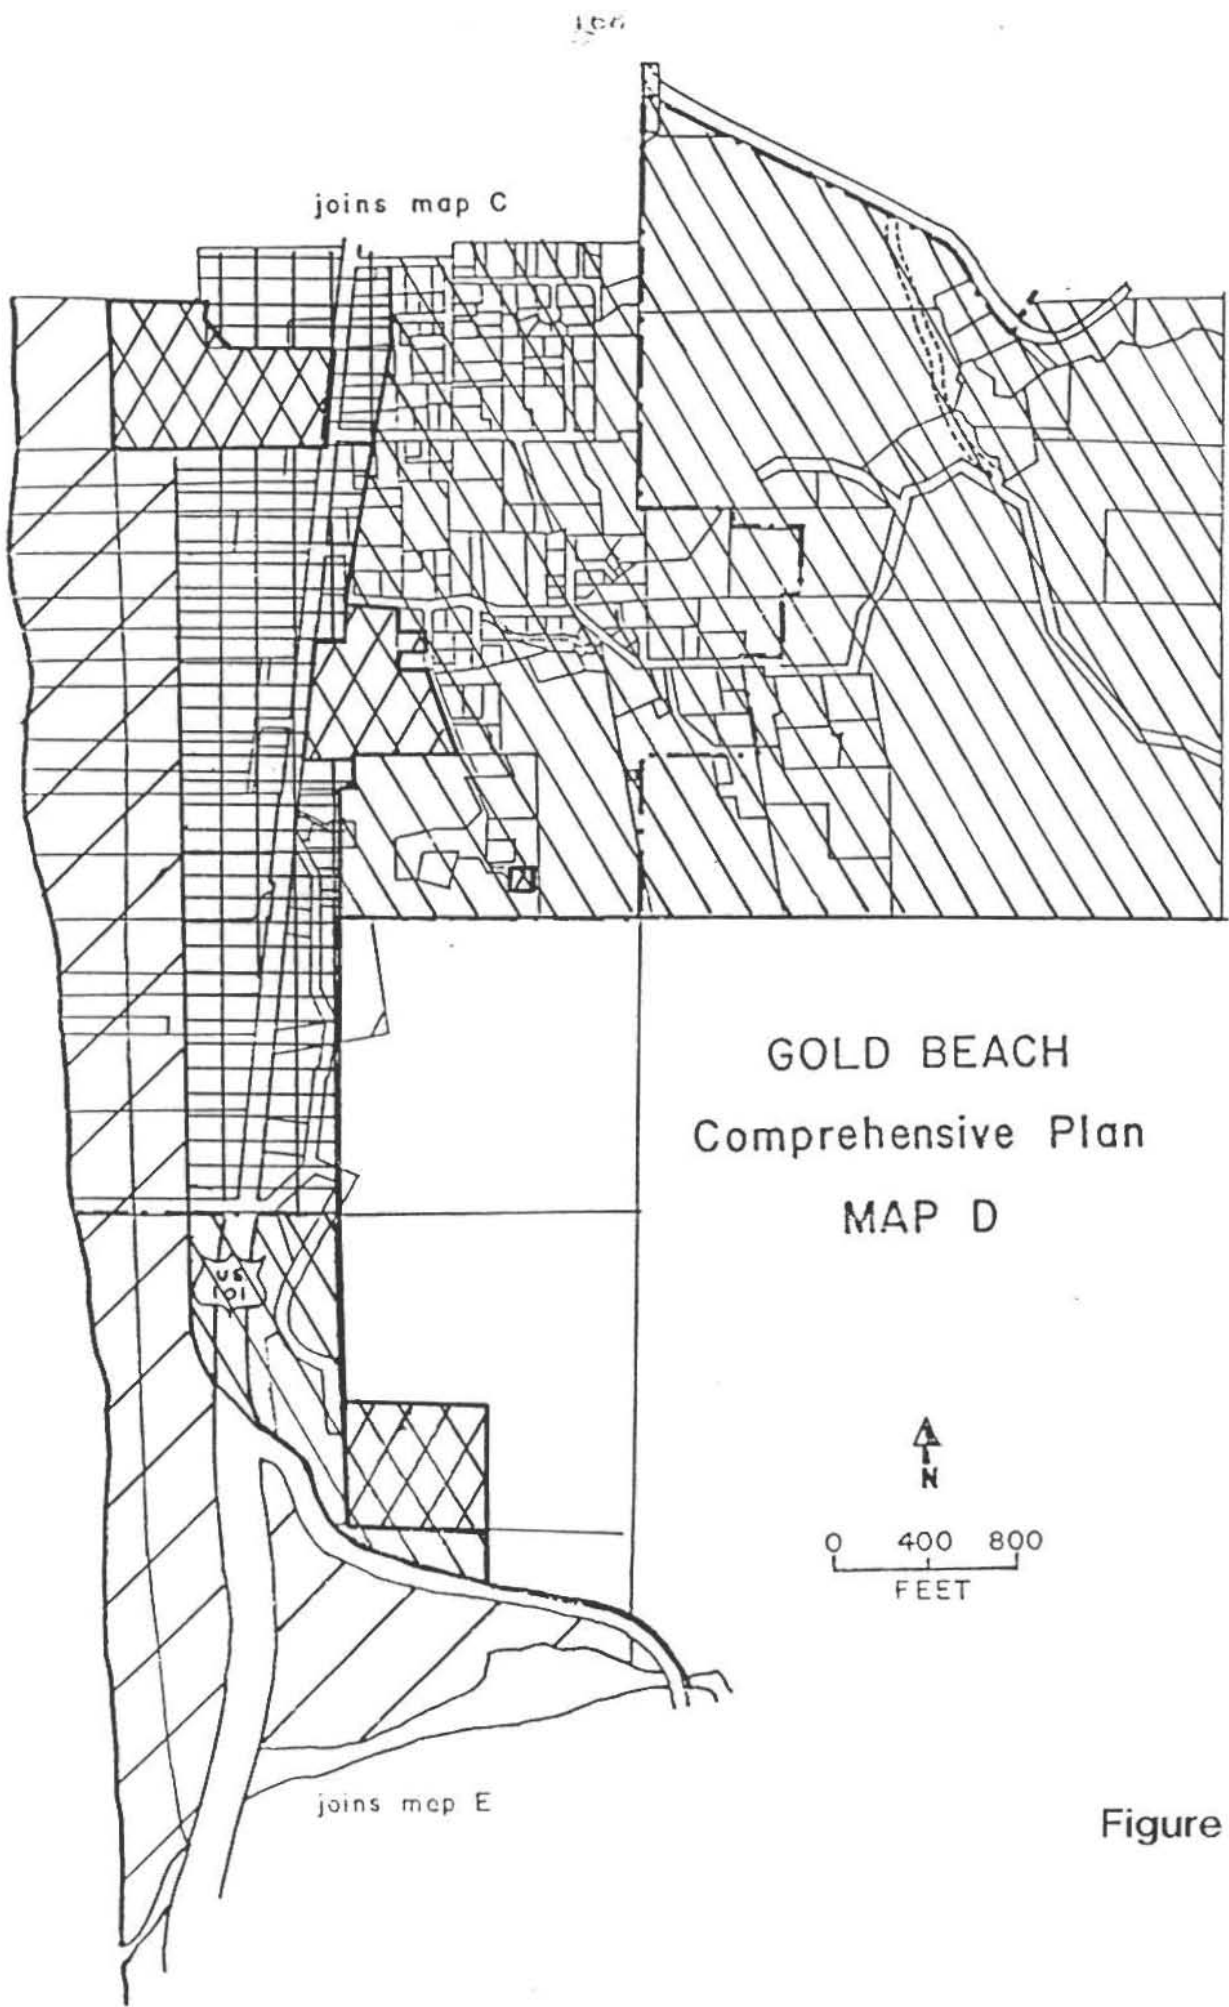 joins map C
GOLD BEACH
Comprehensive Plan
MAP D
US
101
N
0 400 800
FEET
joins map E
Figure